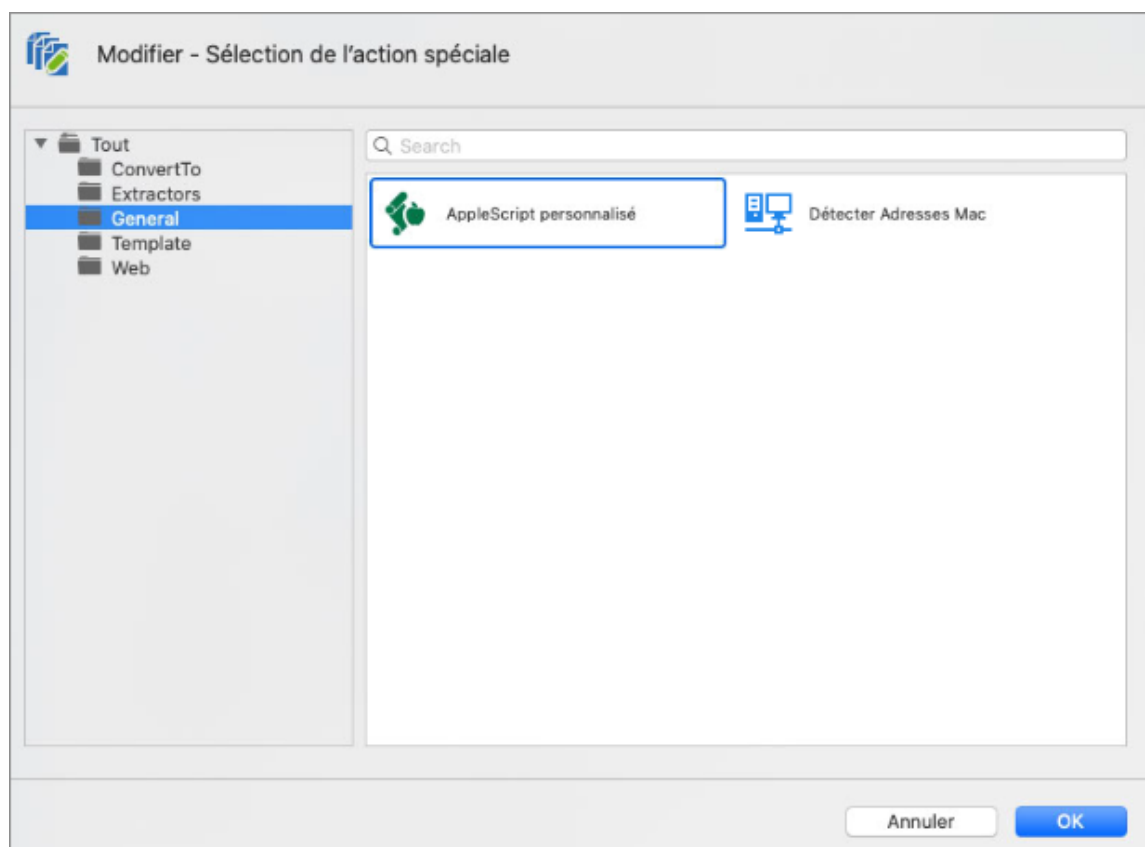 Modifier - Sélection de l'action spéciale
Tout
ConvertTo
Extractors
General
Template
Web
Search
AppleScript personnalisé
Détecter Adresses Mac
Annuler
OK